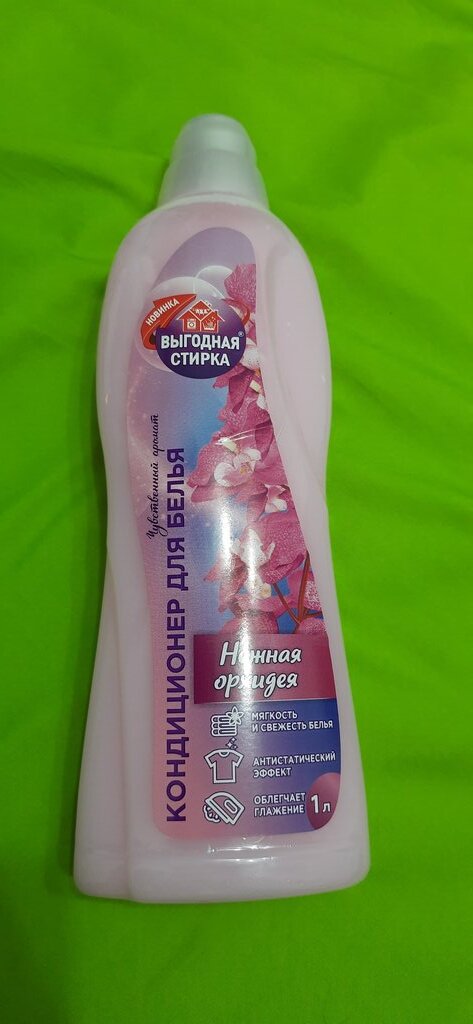 НОВИНКА
ВЫГОДНАЯ®
СТИРКА
Чувственный аромат
КОНДИЦИОНЕР ДЛЯ БЕЛЬЯ
Нежная
орхидея
МЯГКОСТЬ
И СВЕЖЕСТЬ БЕЛЬЯ
АНТИСТАТИЧЕСКИЙ
ЭФФЕКТ
ОБЛЕГЧАЕТ
ГЛАЖЕНИЕ
1 л